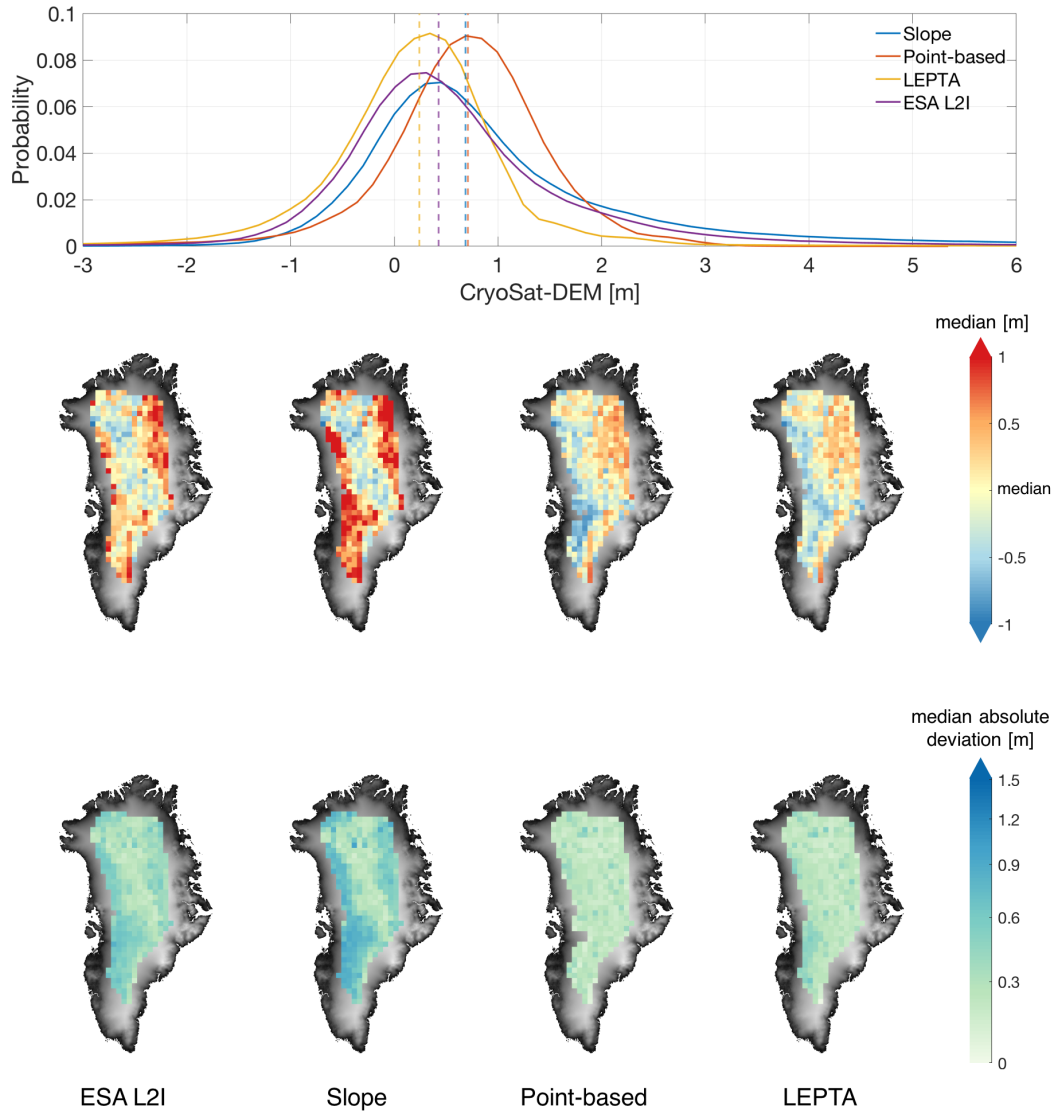 0.1
0.08
0.06
0.04
0.02
0
Probability
-3 -2 -1 0 1 2 3 4 5 6
CryoSat-DEM [m]
Slope
Point-based
LEPTA
ESA L2I
median [m]
1
0.5
median
-0.5
-1
median absolute
deviation [m]
1.5
1.2
0.9
0.6
0.3
0
ESA L2I Slope Point-based LEPTA